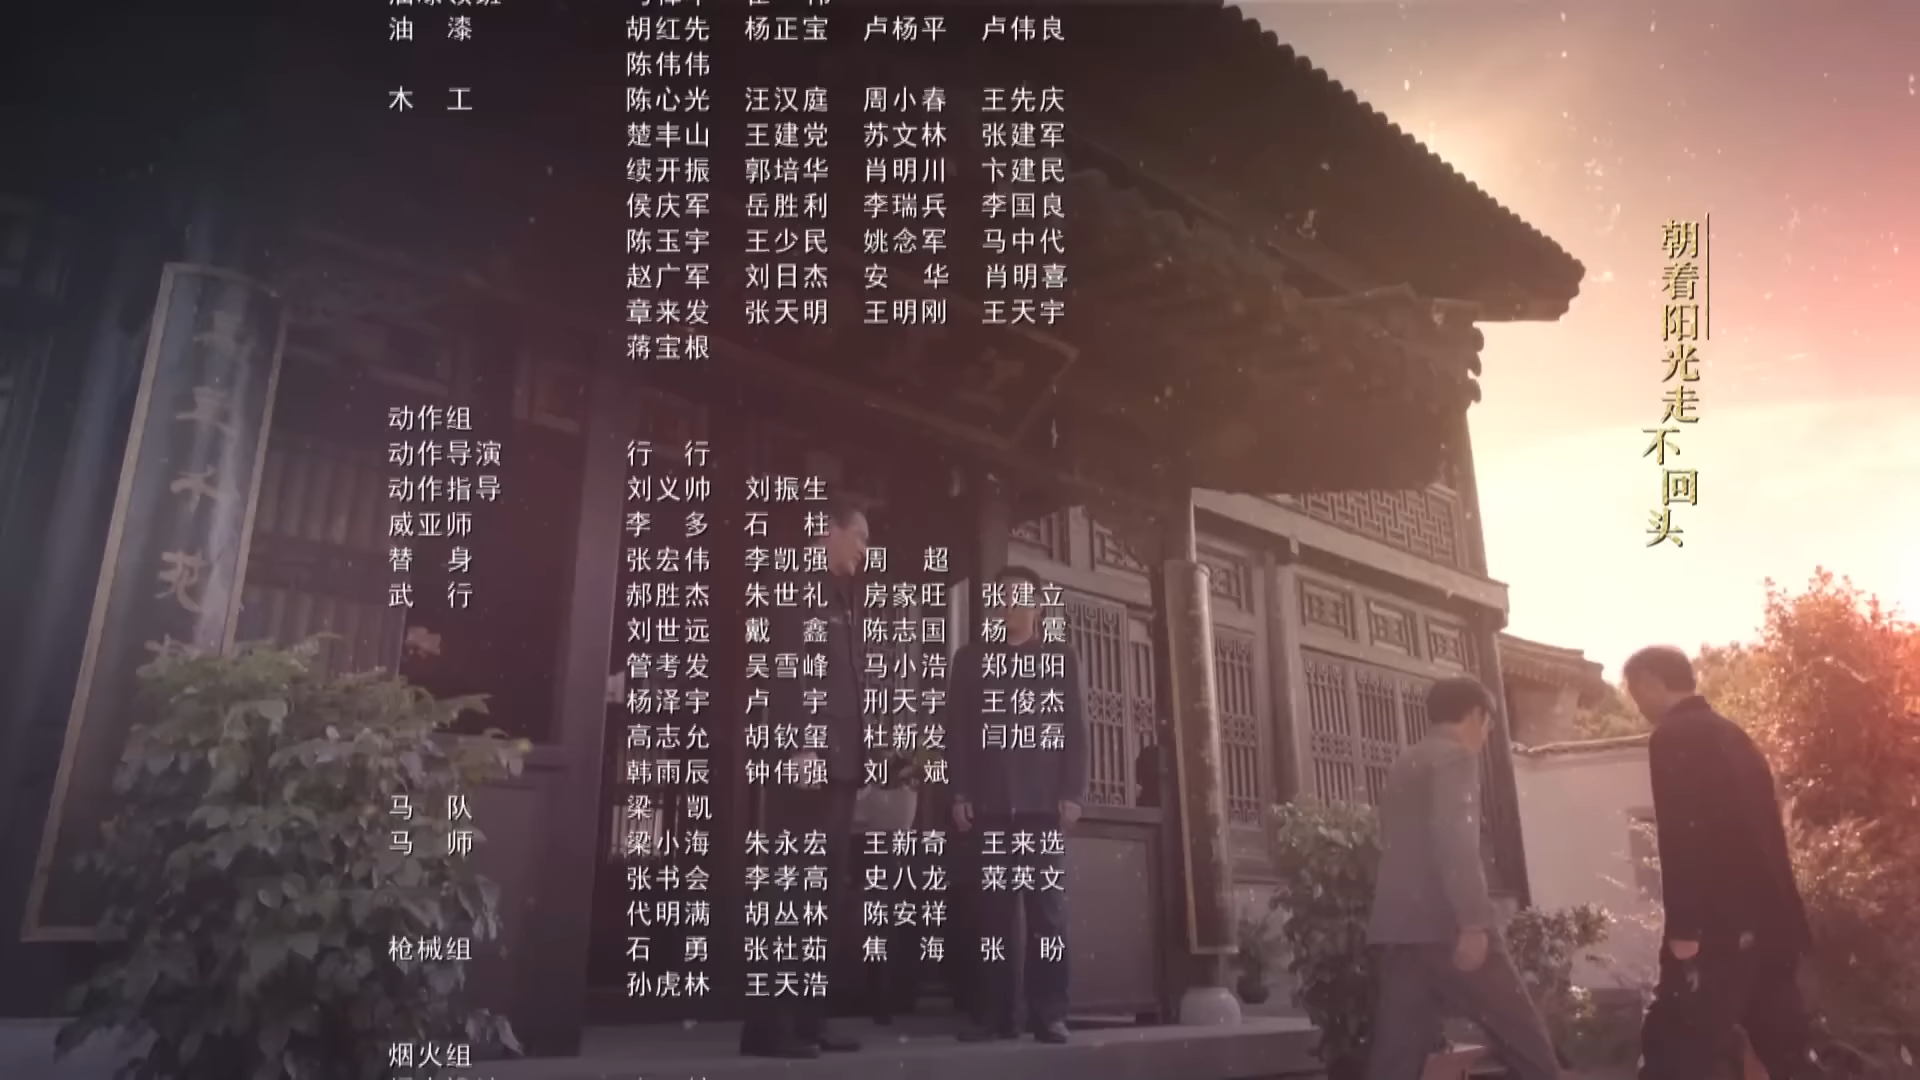 油　漆　胡红先　杨正宝　卢杨平　卢伟良
陈伟伟
木　工　陈心光　汪汉庭　周小春　王先庆
楚丰山　王建党　苏文林　张建军
续开振　郭培华　肖明川　卞建民
侯庆军　岳胜利　李瑞兵　李国良
陈玉宇　王少民　姚念军　马中代
赵广军　刘日杰　安　华　肖明喜
章来发　张天明　王明刚　王天宇
蒋宝根
动作组
动作导演　行　行
动作指导　刘义帅　刘振生
威亚师　李　多　石　柱
替　身　张宏伟　李凯强　周　超
武　行　郝胜杰　朱世礼　房家旺　张建立
刘世远　戴　鑫　陈志国　杨　震
管考发　吴雪峰　马小浩　郑旭阳
杨泽宇　卢　宇　刑天宇　王俊杰
高志允　胡钦玺　杜新发　闫旭磊
韩雨辰　钟伟强　刘　斌
马　队　梁　凯
马　师　梁小海　朱永宏　王新奇　王来选
张书会　李孝高　史八龙　菜英文
代明满　胡丛林　陈安祥
枪械组　石　勇　张社茹　焦　海　张　盼
孙虎林　王天浩
烟火组
朝着阳光走不回头